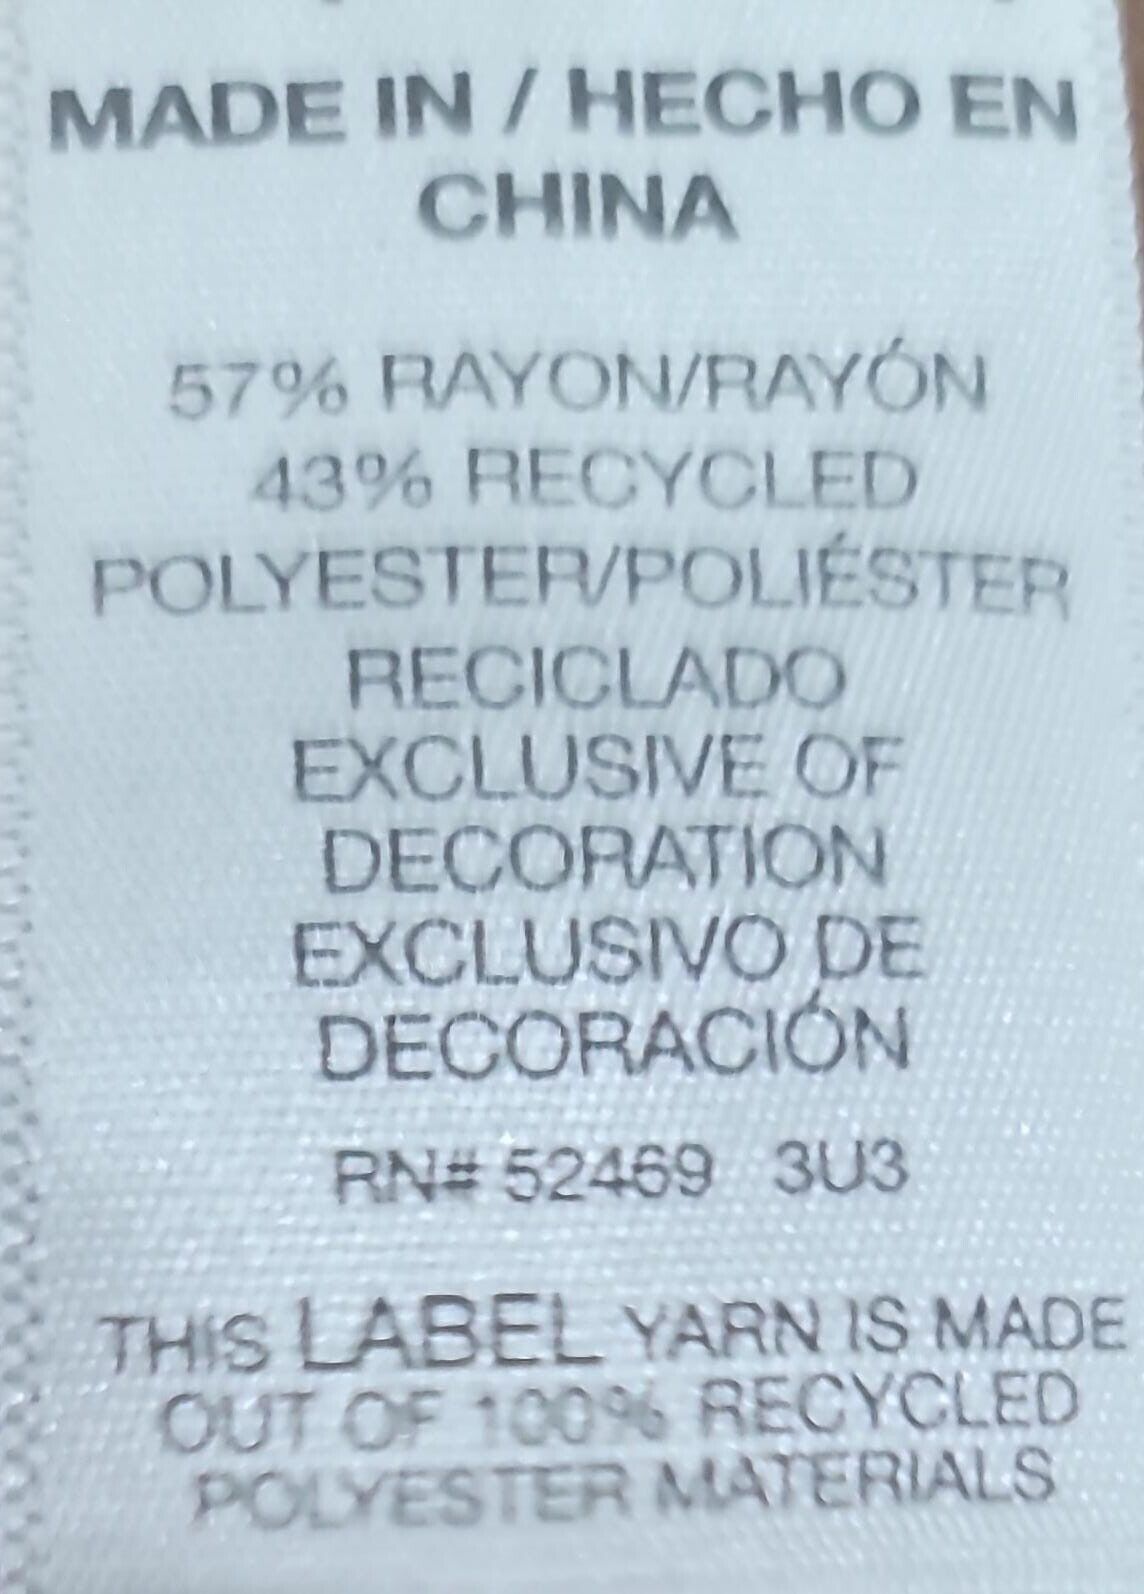 MADE IN / HECHO EN
CHINA
57% RAYON/RAYÓN
43% RECYCLED
POLYESTER/POLIÉSTER
RECICLADO
EXCLUSIVE OF
DECORATION
EXCLUSIVO DE
DECORACIÓN
RN# 52469 3U3
THIS LABEL YARN IS MADE
OUT OF 100% RECYCLED
POLYESTER MATERIALS